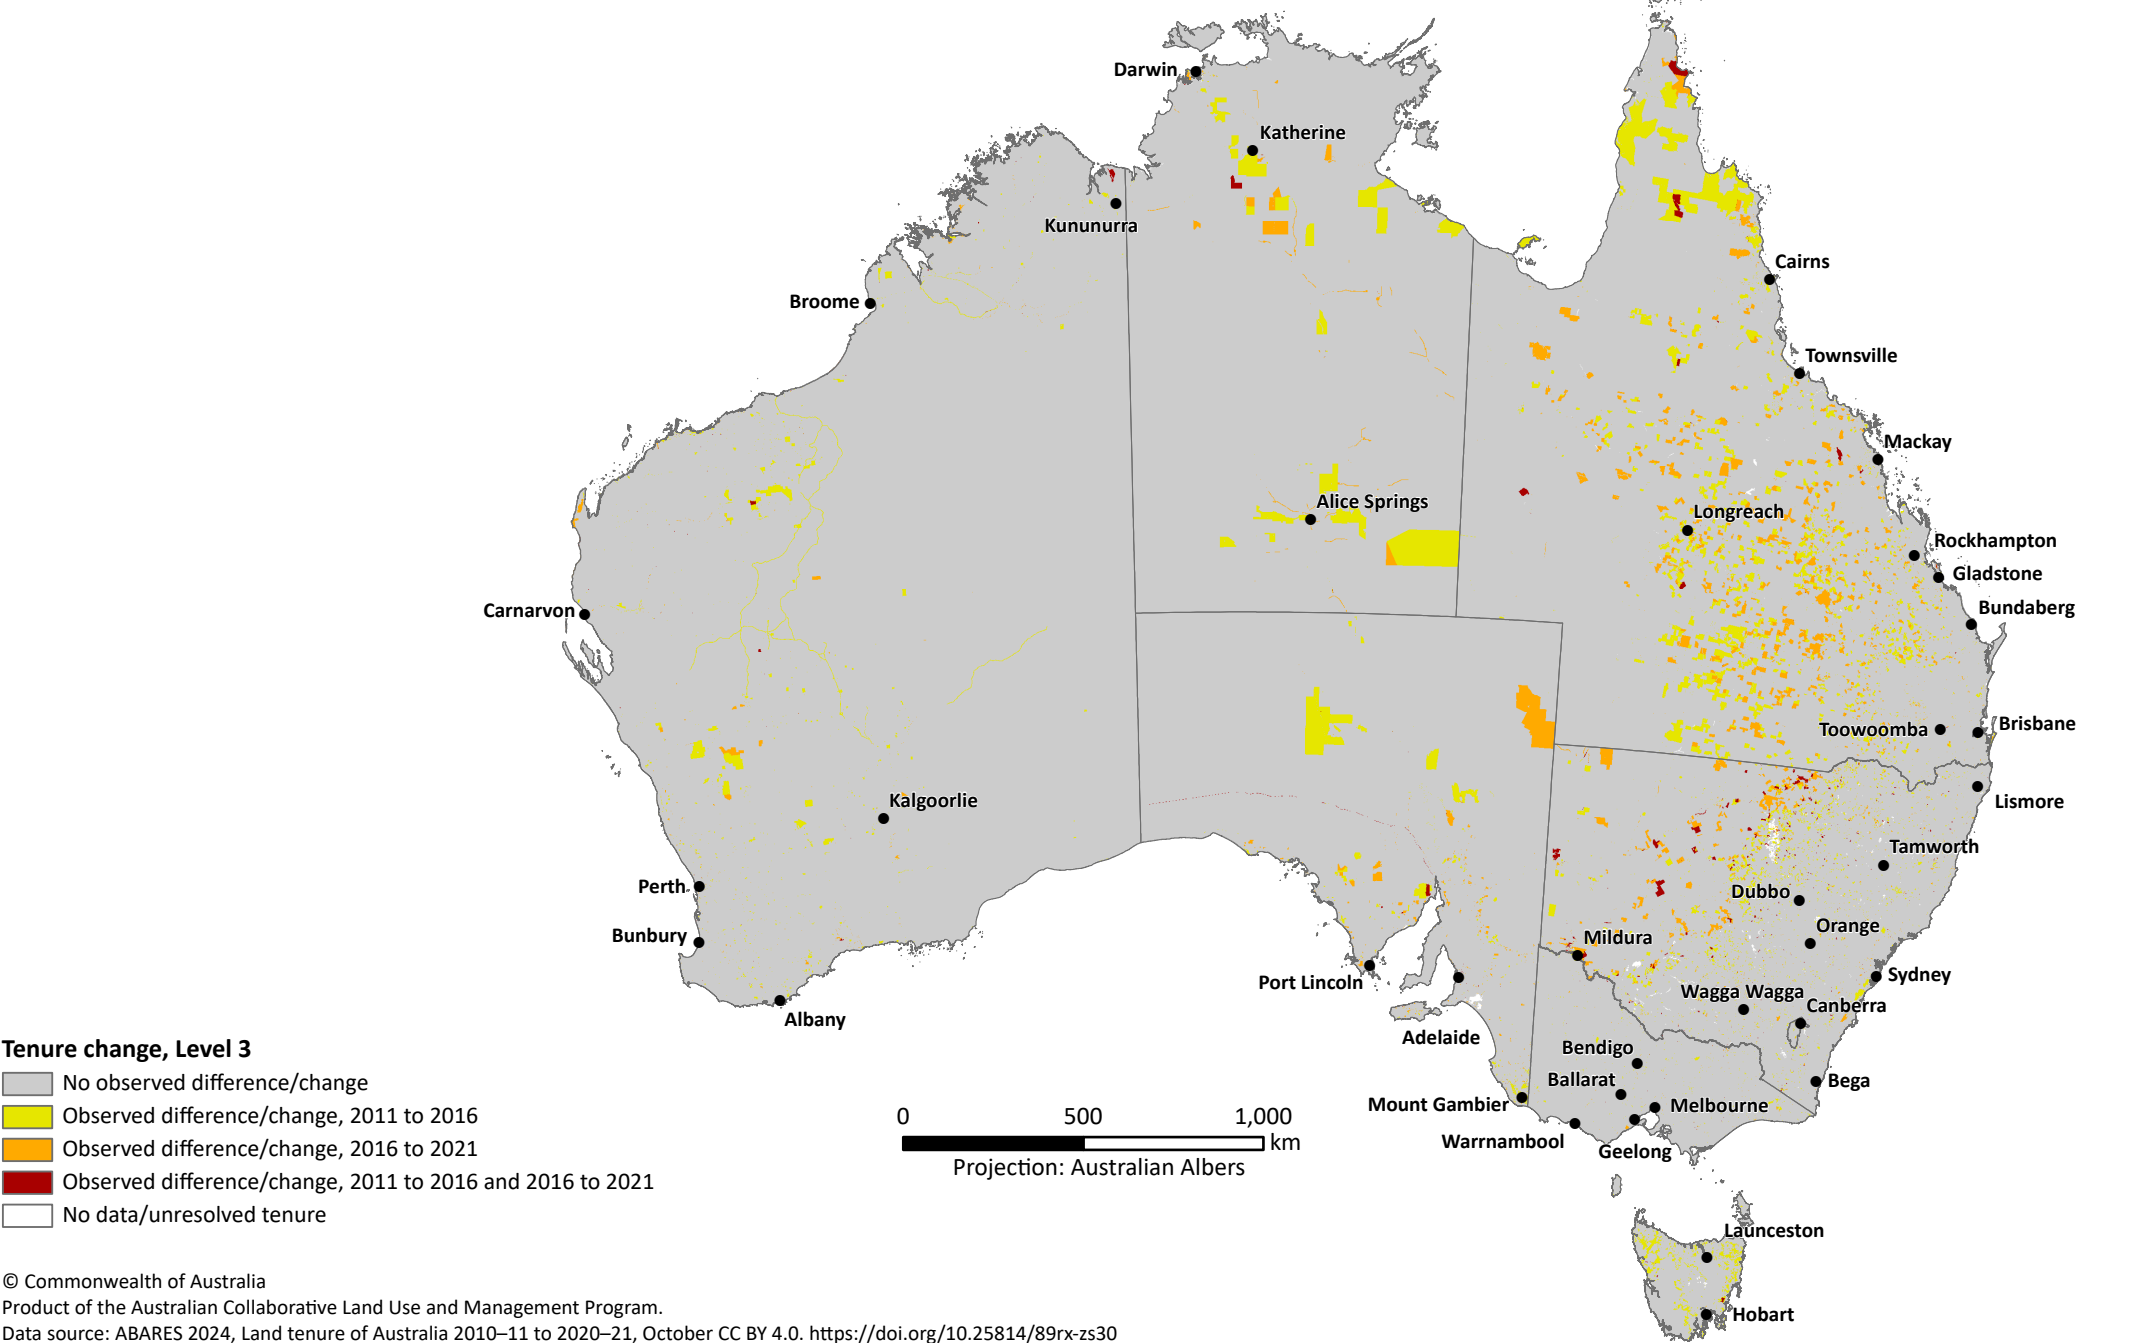 Darwin
Katherine
Kununurra
Cairns
Broome
Townsville
Mackay
Alice Springs
Longreach
Rockhampton
Gladstone
Carnarvon
Bundaberg
Toowoomba
Brisbane
Kalgoorlie
Lismore
Tamworth
Perth
Dubbo
Orange
Bunbury
Mildura
Sydney
Port Lincoln
Wagga Wagga
Canberra
Albany
Adelaide
Bendigo
Ballarat
Bega
Mount Gambier
Melbourne
Warrnambool
Geelong
Launceston
Hobart
Tenure change, Level 3
No observed difference/change
Observed difference/change, 2011 to 2016
Observed difference/change, 2016 to 2021
Observed difference/change, 2011 to 2016 and 2016 to 2021
No data/unresolved tenure
0 500 1,000
km
Projection: Australian Albers
© Commonwealth of Australia
Product of the Australian Collaborative Land Use and Management Program.
Data source: ABARES 2024, Land tenure of Australia 2010–11 to 2020–21, October CC BY 4.0. https://doi.org/10.25814/89rx-zs30